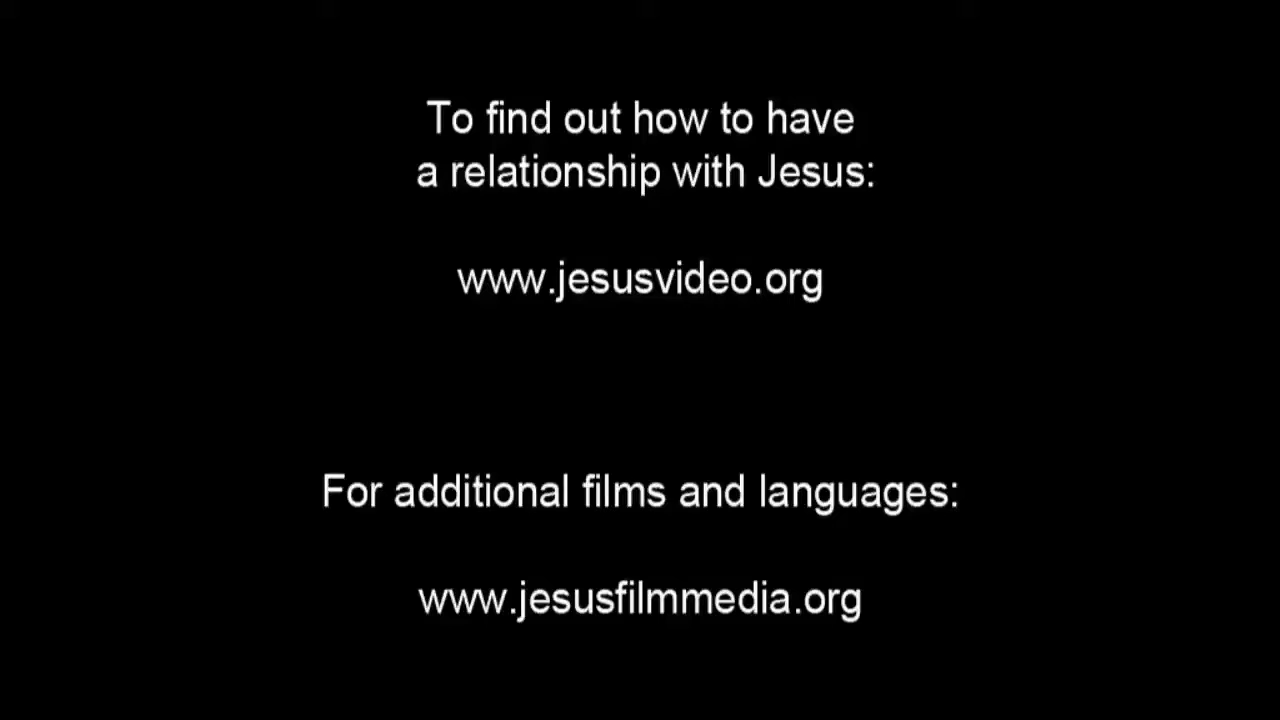 To find out how to have
a relationship with Jesus:
www.jesusvideo.org
For additional films and languages:
www.jesusfilmmedia.org